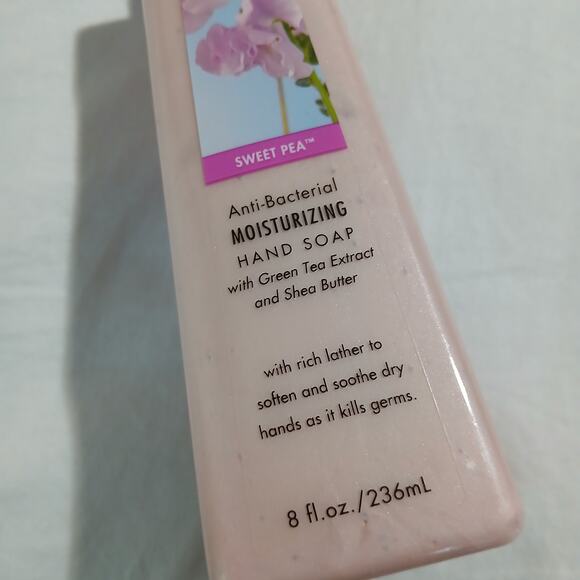 SWEET PEA™
Anti-Bacterial
MOISTURIZING
HAND SOAP
with Green Tea Extract
and Shea Butter
with rich lather to
soften and soothe dry
hands as it kills germs.
8 fl.oz./236mL